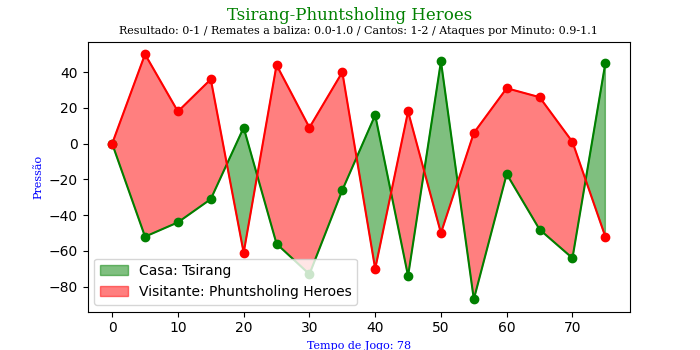 Tsirang-Phuntsholing Heroes
Resultado: 0-1 / Remates a baliza: 0.0-1.0 / Cantos: 1-2 / Ataques por Minuto: 0.9-1.1
Pressão
40
20
0
−20
−40
−60
−80
Casa: Tsirang
Visitante: Phuntsholing Heroes
0 10 20 30 40 50 60 70
Tempo de Jogo: 78